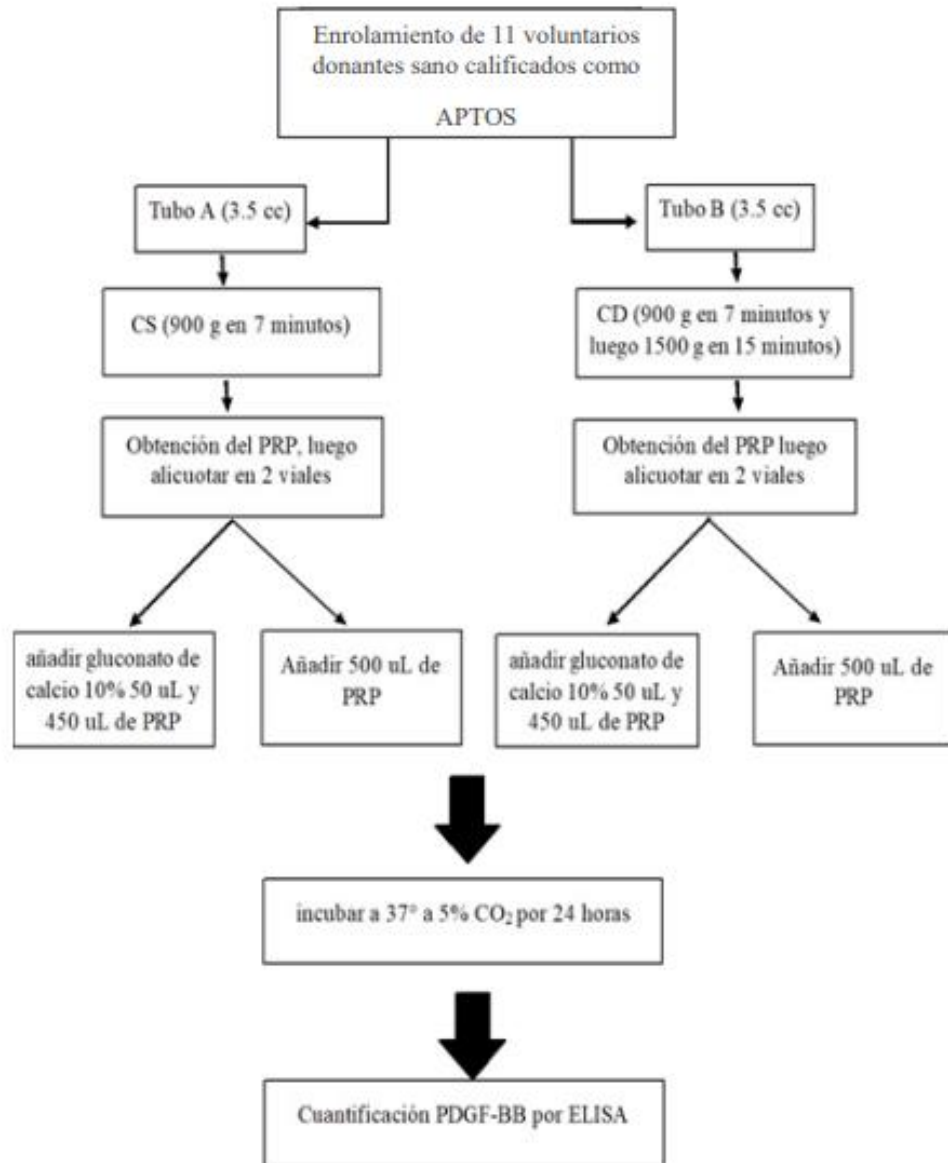 Enrolamiento de 11 voluntarios
donantes sano calificados como
APTOS
Tubo A (3.5 cc)
Tubo B (3.5 cc)
CS (900 g en 7 minutos)
CD (900 g en 7 minutos y
luego 1500 g en 15 minutos)
Obtención del PRP, luego
alicuotar en 2 viales
Obtención del PRP luego
alicuotar en 2 viales
añadir gluconato de
calcio 10% 50 uL y
450 uL de PRP
Añadir 500 uL de
PRP
añadir gluconato de
calcio 10% 50 uL y
450 uL de PRP
Añadir 500 uL de
PRP
incubar a 37° a 5% CO₂ por 24 horas
Cuantificación PDGF-BB por ELISA